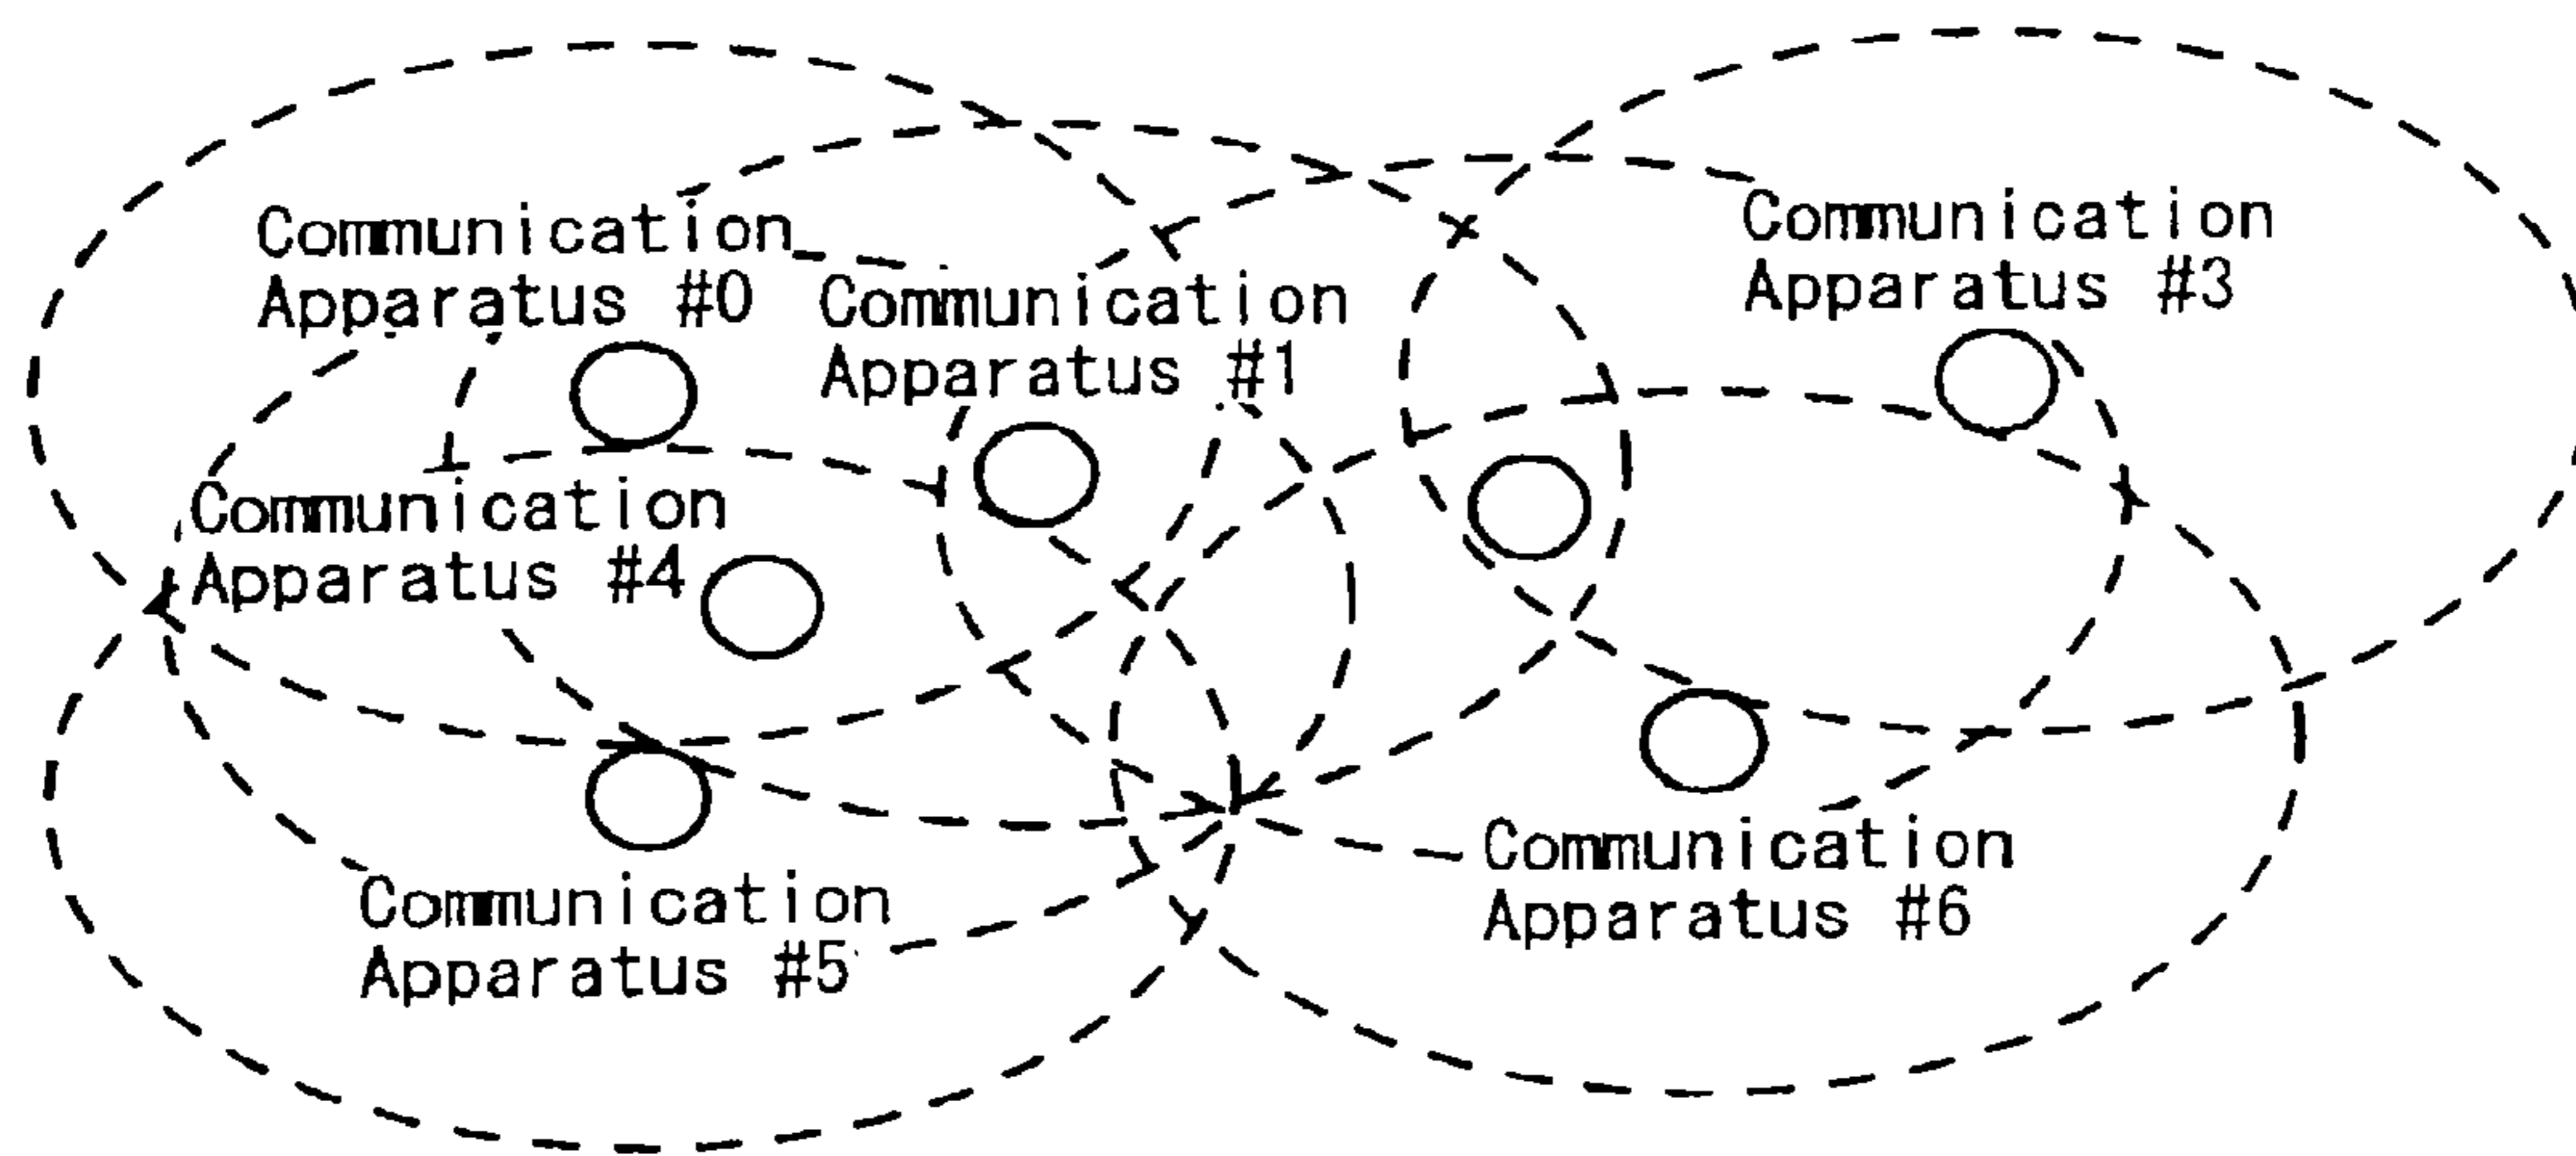 Communication
Apparatus #0
Communication
Apparatus #1
Communication
Apparatus #3
Communication
Apparatus #4
Communication
Apparatus #5
Communication
Apparatus #6